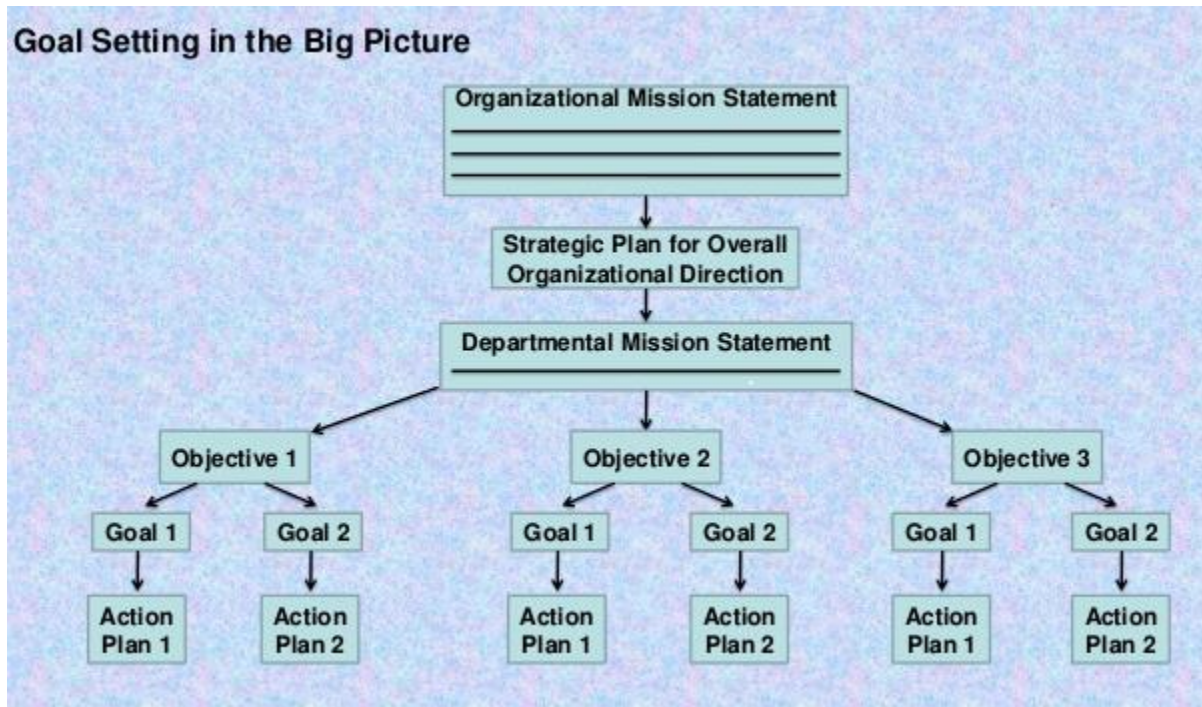 Goal Setting in the Big Picture
Organizational Mission Statement
Strategic Plan for Overall
Organizational Direction
Departmental Mission Statement
Objective 1
Objective 2
Objective 3
Goal 1
Goal 2
Goal 1
Goal 2
Goal 1
Goal 2
Action
Plan 1
Action
Plan 2
Action
Plan 1
Action
Plan 2
Action
Plan 1
Action
Plan 2